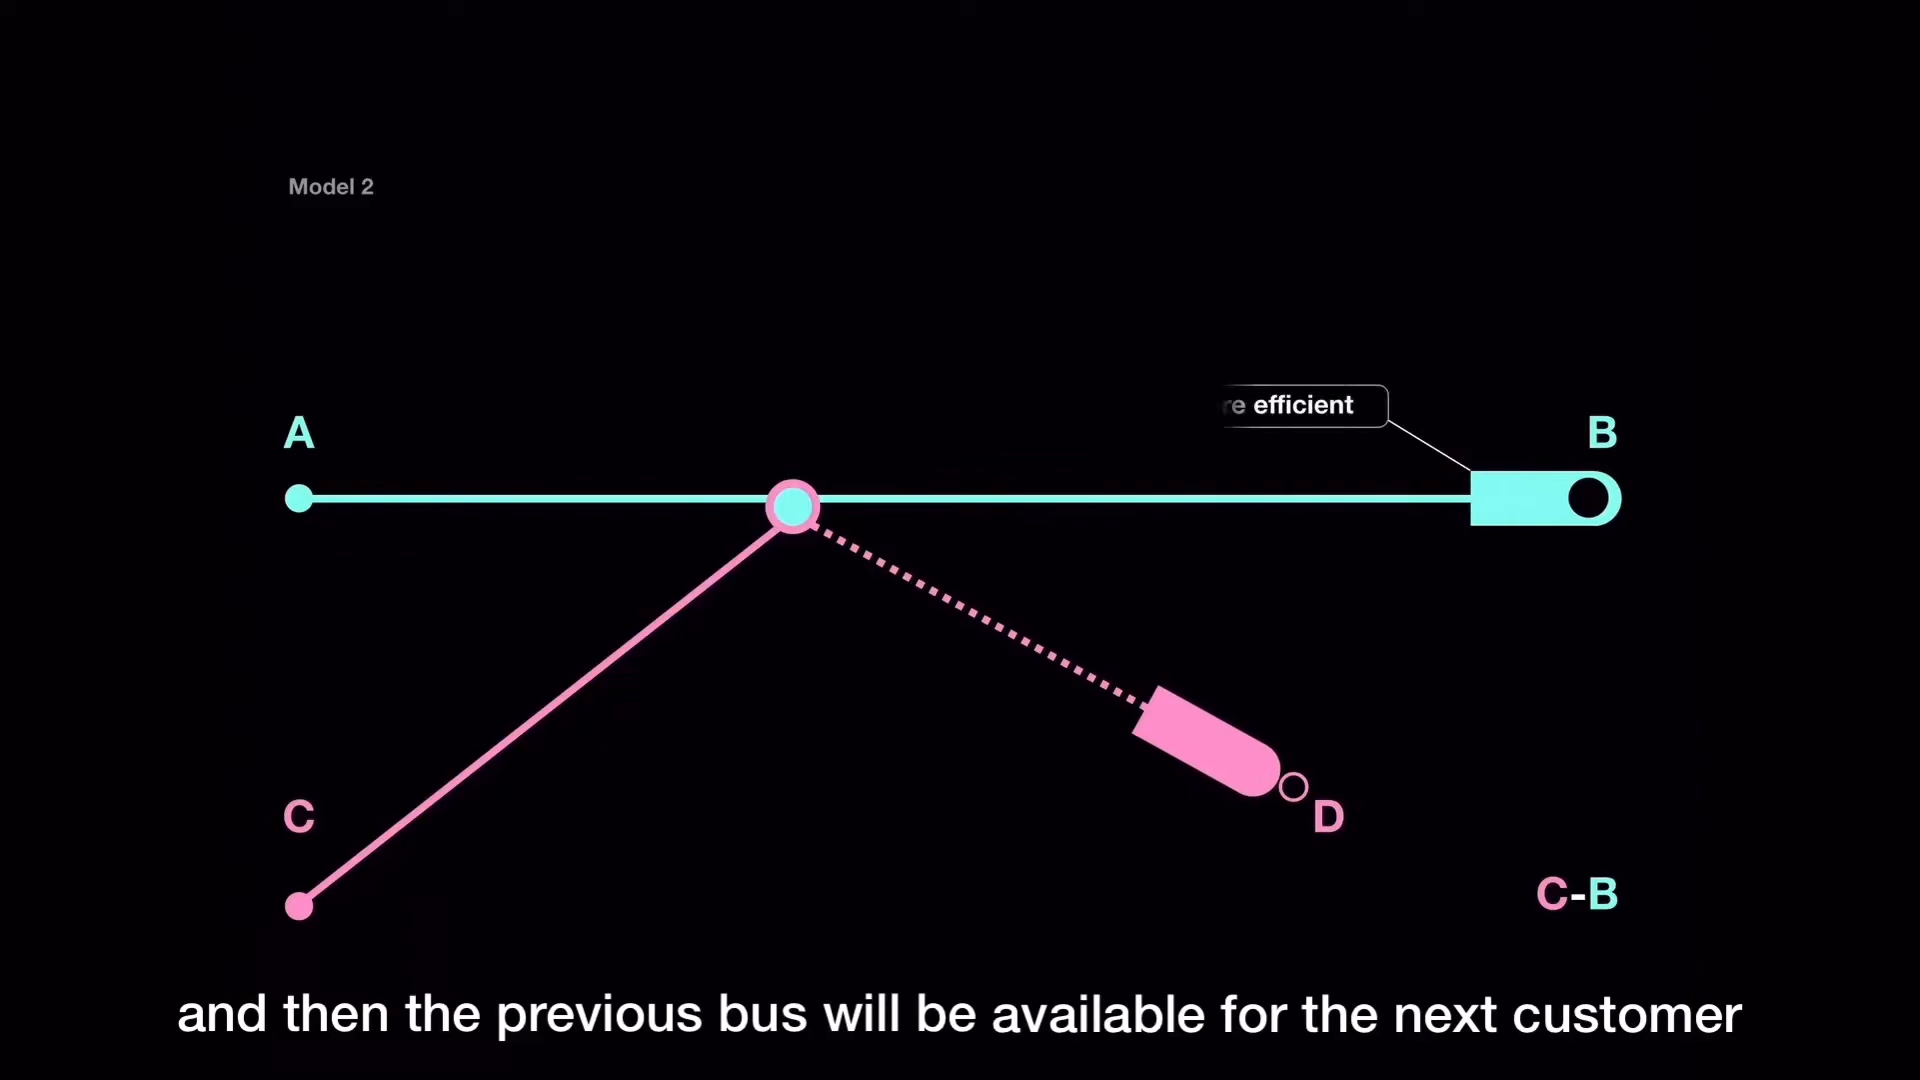 Model 2
efficient
A
B
C
D
C-B
and then the previous bus will be available for the next customer